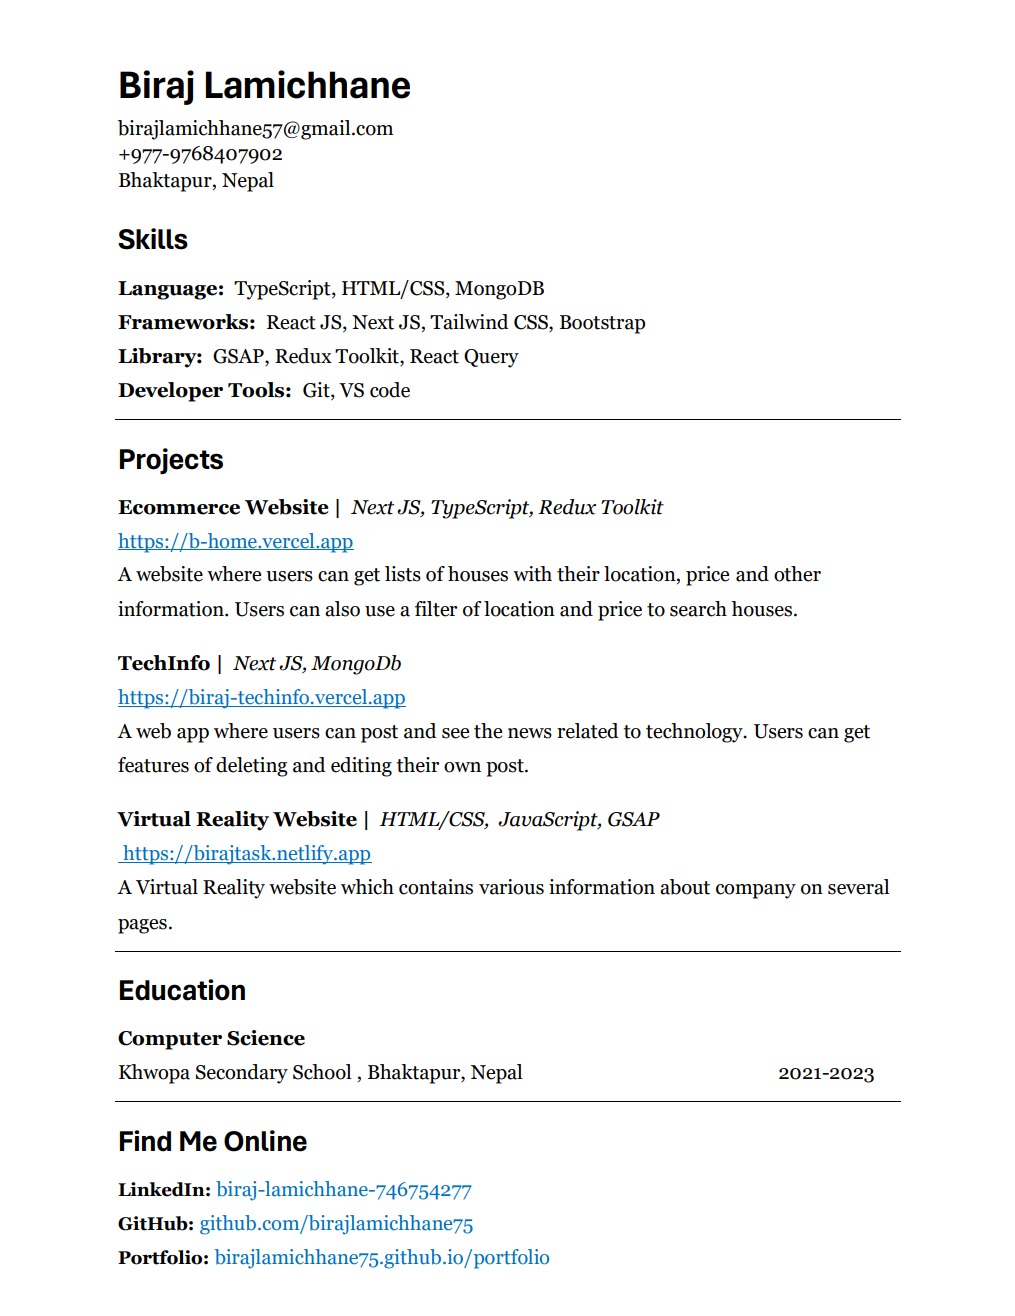 Biraj Lamichhane
birajlamichhane57@gmail.com
+977-9768407902
Bhaktapur, Nepal
Skills
Language: TypeScript, HTML/CSS, MongoDB
Frameworks: React JS, Next JS, Tailwind CSS, Bootstrap
Library: GSAP, Redux Toolkit, React Query
Developer Tools: Git, VS code
Projects
Ecommerce Website | Next JS, TypeScript, Redux Toolkit
https://b-home.vercel.app
A website where users can get lists of houses with their location, price and other
information. Users can also use a filter of location and price to search houses.
TechInfo | Next JS, MongoDb
https://biraj-techinfo.vercel.app
A web app where users can post and see the news related to technology. Users can get
features of deleting and editing their own post.
Virtual Reality Website | HTML/CSS, JavaScript, GSAP
https://birajtask.netlify.app
A Virtual Reality website which contains various information about company on several
pages.
Education
Computer Science
Khwopa Secondary School , Bhaktapur, Nepal 2021-2023
Find Me Online
LinkedIn: biraj-lamichhane-746754277
GitHub: github.com/birajlamichhane75
Portfolio: birajlamichhane75.github.io/portfolio